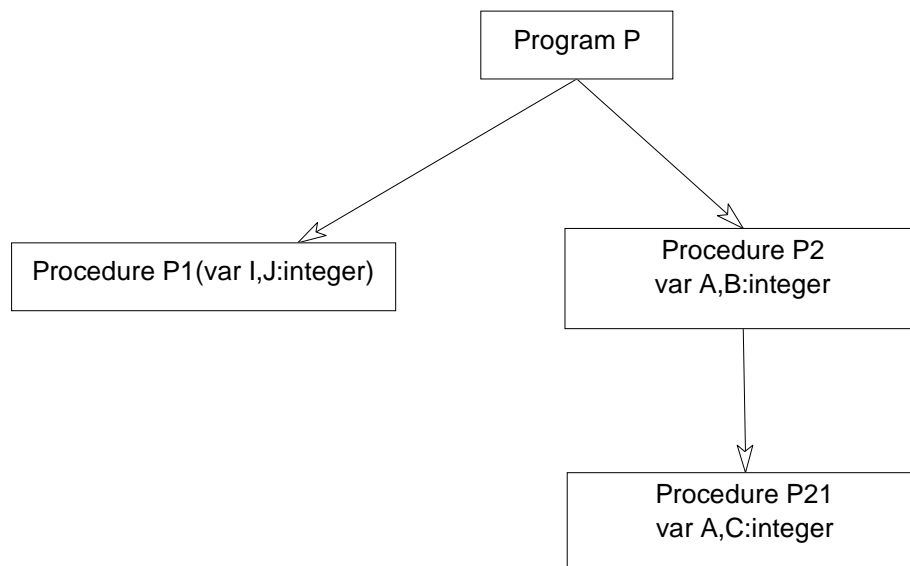 Program P
Procedure P1(var I,J:integer)
Procedure P2
var A,B:integer
Procedure P21
var A,C:integer